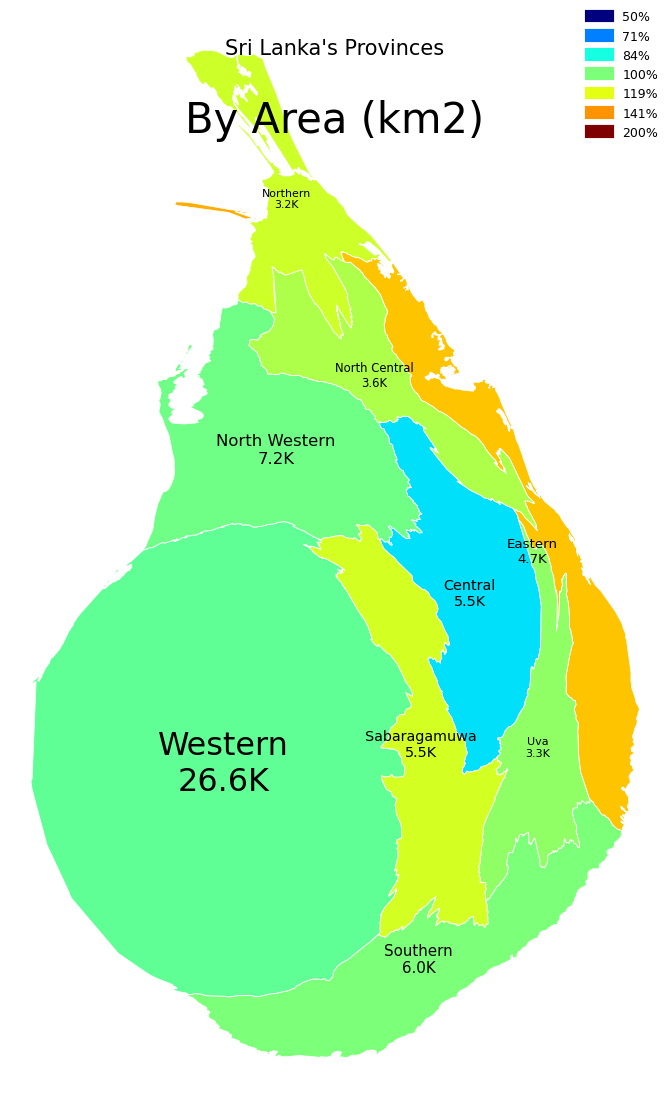 Sri Lanka's Provinces
By Area (km2)
50%
71%
84%
100%
119%
141%
200%
Northern
3.2K
North Central
3.6K
North Western
7.2K
Eastern
4.7K
Central
5.5K
Western
26.6K
Sabaragamuwa
5.5K
Uva
3.3K
Southern
6.0K